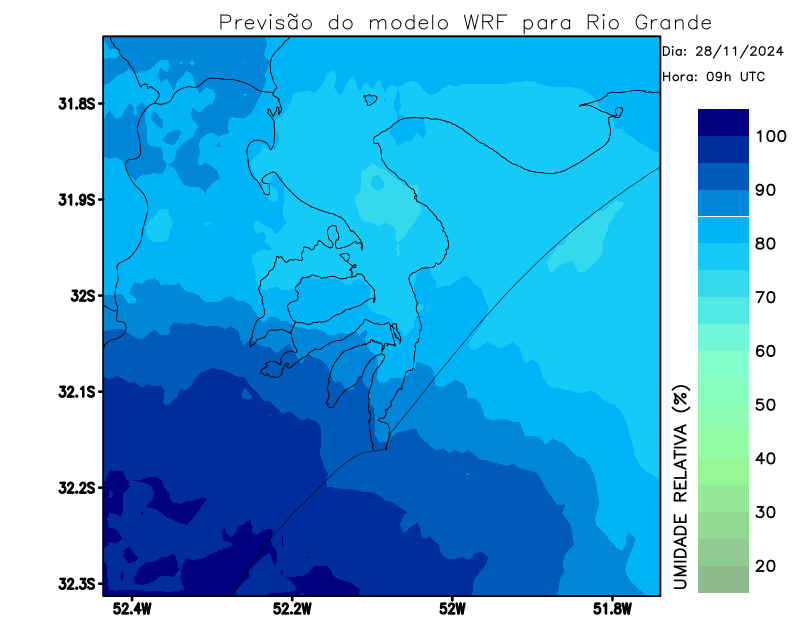 Previsão do modelo WRF para Rio Grande
Dia: 28/11/2024
Hora: 09h UTC
31.8S
31.9S
32S
32.1S
32.2S
32.3S
52.4W
52.2W
52W
51.8W
100
90
80
70
60
50
40
30
20
UMIDADE RELATIVA (%)